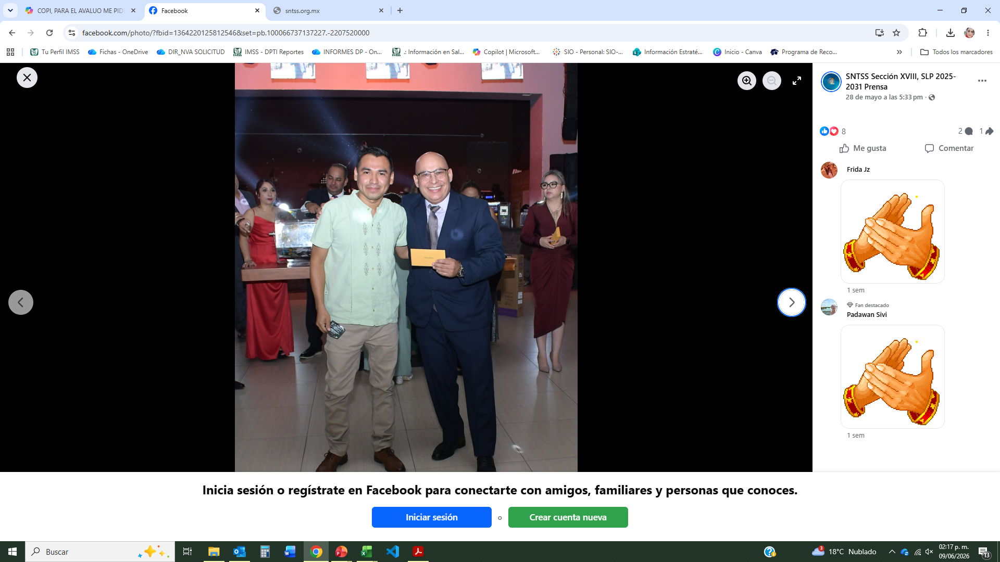 COPI, PARA EL AVALUO ME PID
Facebook
sntss.org.mx
facebook.com/photo/?fbid=1364220125812546&set=pb.100066737137227.-2207520000
Tu Perfil IMSS
Fichas - OneDrive
DIR_NVA SOLICITUD
IMSS - DPTI Reportes
INFORMES DP - On...
.: Información en Sal...
Copilot | Microsoft...
SIO - Personal: SIO-...
Información Estraté...
Inicio - Canva
Programa de Reco...
Todos los marcadores
SNTSS Sección XVIII, SLP 2025-
2031 Prensa
28 de mayo a las 5:33 pm ·
8
2
1
Me gusta
Comentar
Frida Jz
1 sem
Fan destacado
Padawan Sivi
1 sem
Inicia sesión o regístrate en Facebook para conectarte con amigos, familiares y personas que conoces.
Iniciar sesión
o
Crear cuenta nueva
Buscar
3
18°C Nublado
02:17 p. m.
09/06/2026
13